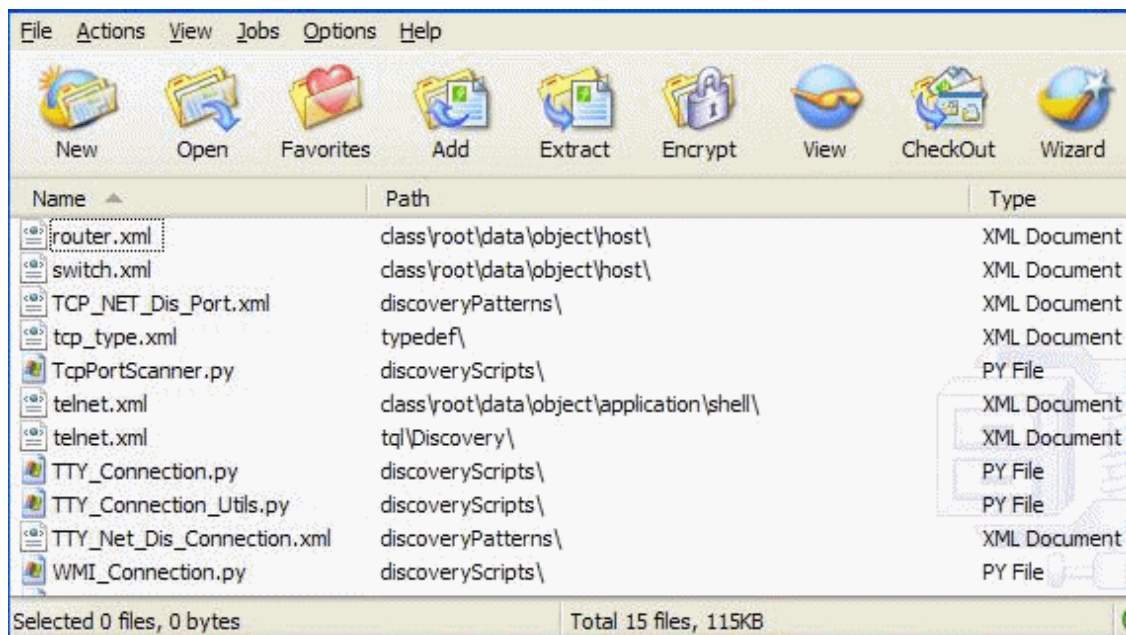 File Actions View Jobs Options Help
New Open Favorites Add Extract Encrypt View CheckOut Wizard
Name Path Type
router.xml class\root\data\object\host\ XML Document
switch.xml class\root\data\object\host\ XML Document
TCP_NET_Dis_Port.xml discoveryPatterns\ XML Document
tcp_type.xml typedef\ XML Document
TcpPortScanner.py discoveryScripts\ PY File
telnet.xml class\root\data\object\application\shell\ XML Document
telnet.xml tql\Discovery\ XML Document
TTY_Connection.py discoveryScripts\ PY File
TTY_Connection_Utils.py discoveryScripts\ PY File
TTY_Net_Dis_Connection.xml discoveryPatterns\ XML Document
WMI_Connection.py discoveryScripts\ PY File
Selected 0 files, 0 bytes Total 15 files, 115KB